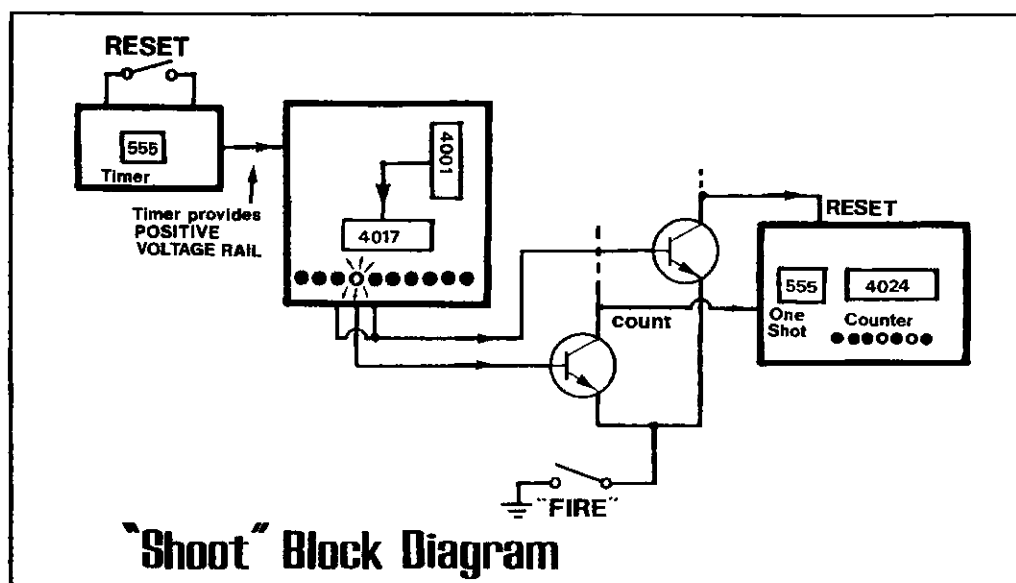 RESET
555
Timer
Timer provides
POSITIVE
VOLTAGE RAIL
4001
4017
count
RESET
555
4024
One
Shot
Counter
"FIRE"
"Shoot" Block Diagram